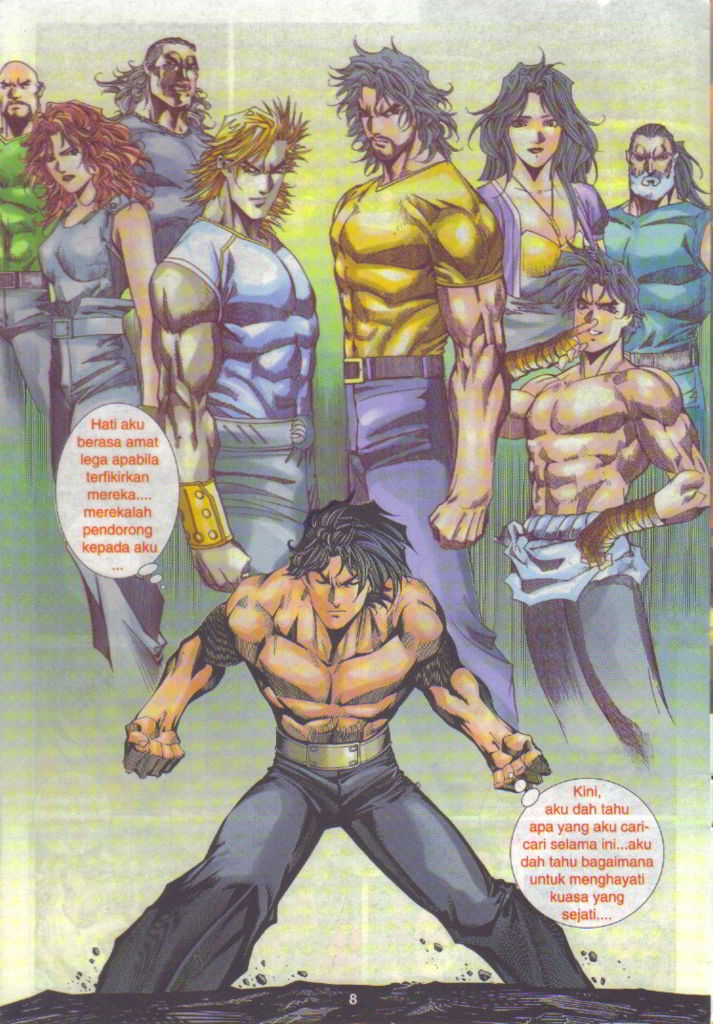 Hati aku
berasa amat
lega apabila
terfikirkan
mereka....
merekalah
pendorong
kepada aku
...
Kini,
aku dah tahu
apa yang aku cari-
cari selama ini...aku
dah tahu bagaimana
untuk menghayati
kuasa yang
sejati....
8